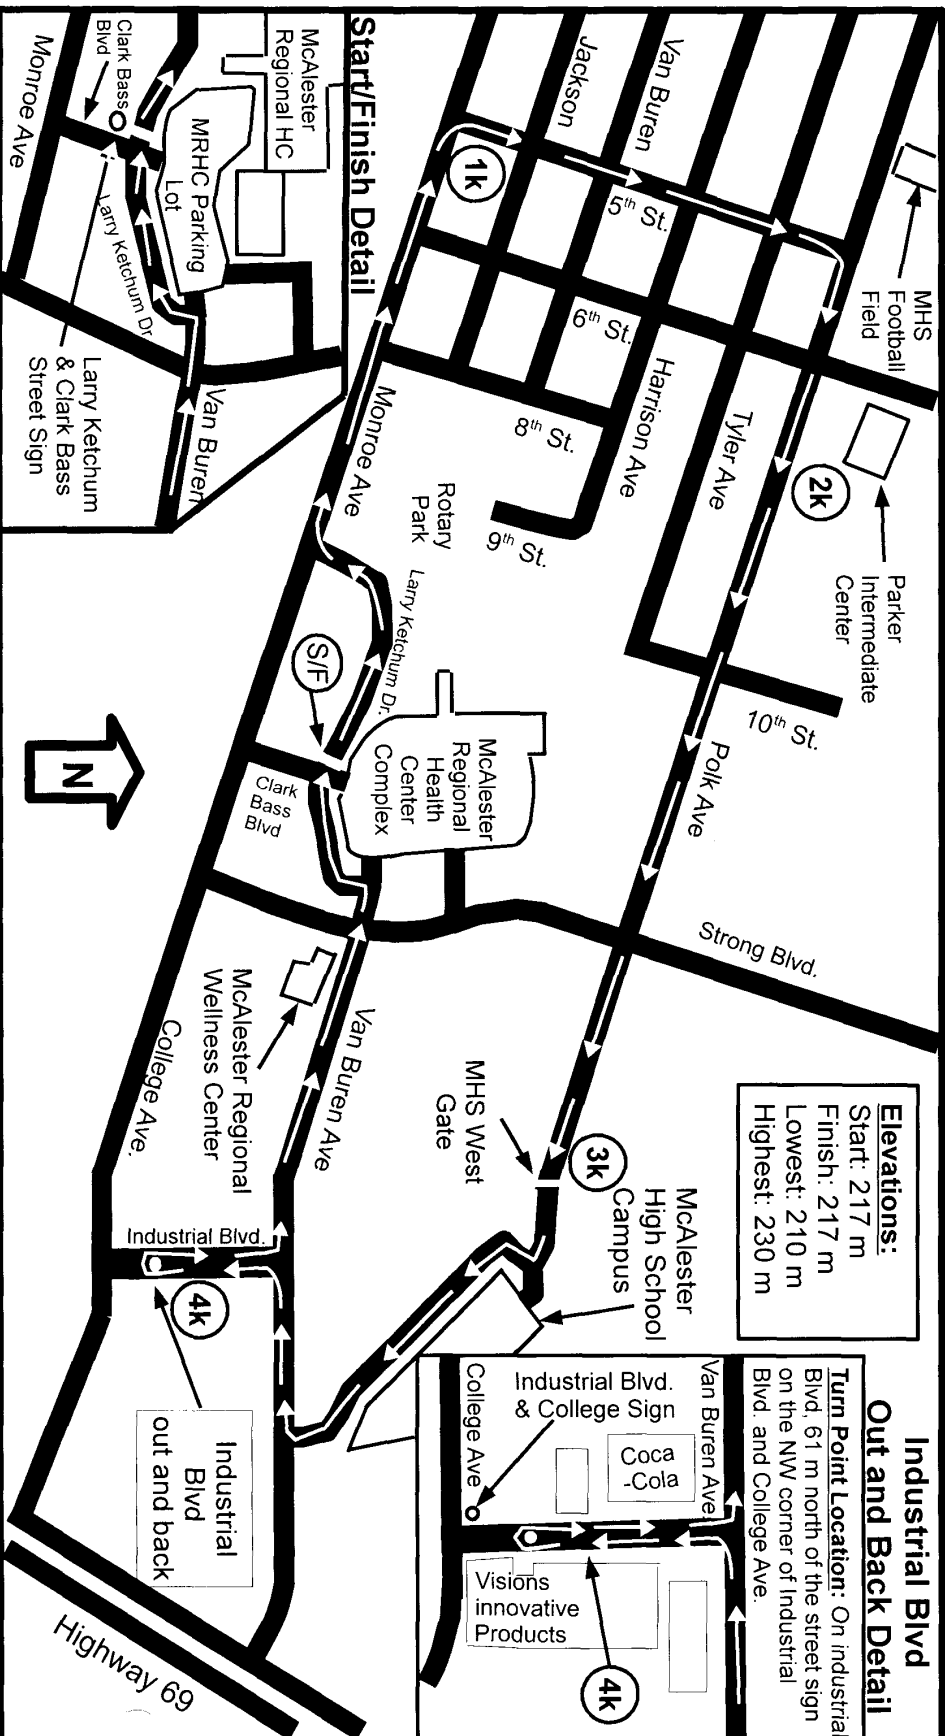 Industrial Blvd
Out and Back Detail
Turn Point Location: On industrial
Blvd, 61 m north of the street sign
on the NW corner of Industrial
Blvd. and College Ave.
Van Buren Ave
Coca
-Cola
Industrial Blvd.
& College Sign
College Ave
Visions
innovative
Products
4k
Elevations:
Start: 217 m
Finish: 217 m
Lowest: 210 m
Highest: 230 m
MHS
Football
Field
Parker
Intermediate
Center
2k
10th St.
Polk Ave
Strong Blvd.
Tyler Ave
Harrison Ave
Van Buren
Jackson
5th St.
6th St.
8th St.
9th St.
1k
Monroe Ave
Rotary
Park
Larry Ketchum Dr.
S/F
McAlester
Regional
Health
Center
Complex
Clark
Bass
Blvd
N
McAlester Regional
Wellness Center
Van Buren Ave
College Ave.
MHS West
Gate
3k
McAlester
High School
Campus
Industrial Blvd.
4k
Industrial
Blvd
out and back
Highway 69
Start/Finish Detail
McAlester
Regional HC
MRHC Parking
Lot
Clark Bass
Blvd
Monroe Ave
Larry Ketchum Dr
Van Buren
Larry Ketchum
& Clark Bass
Street Sign